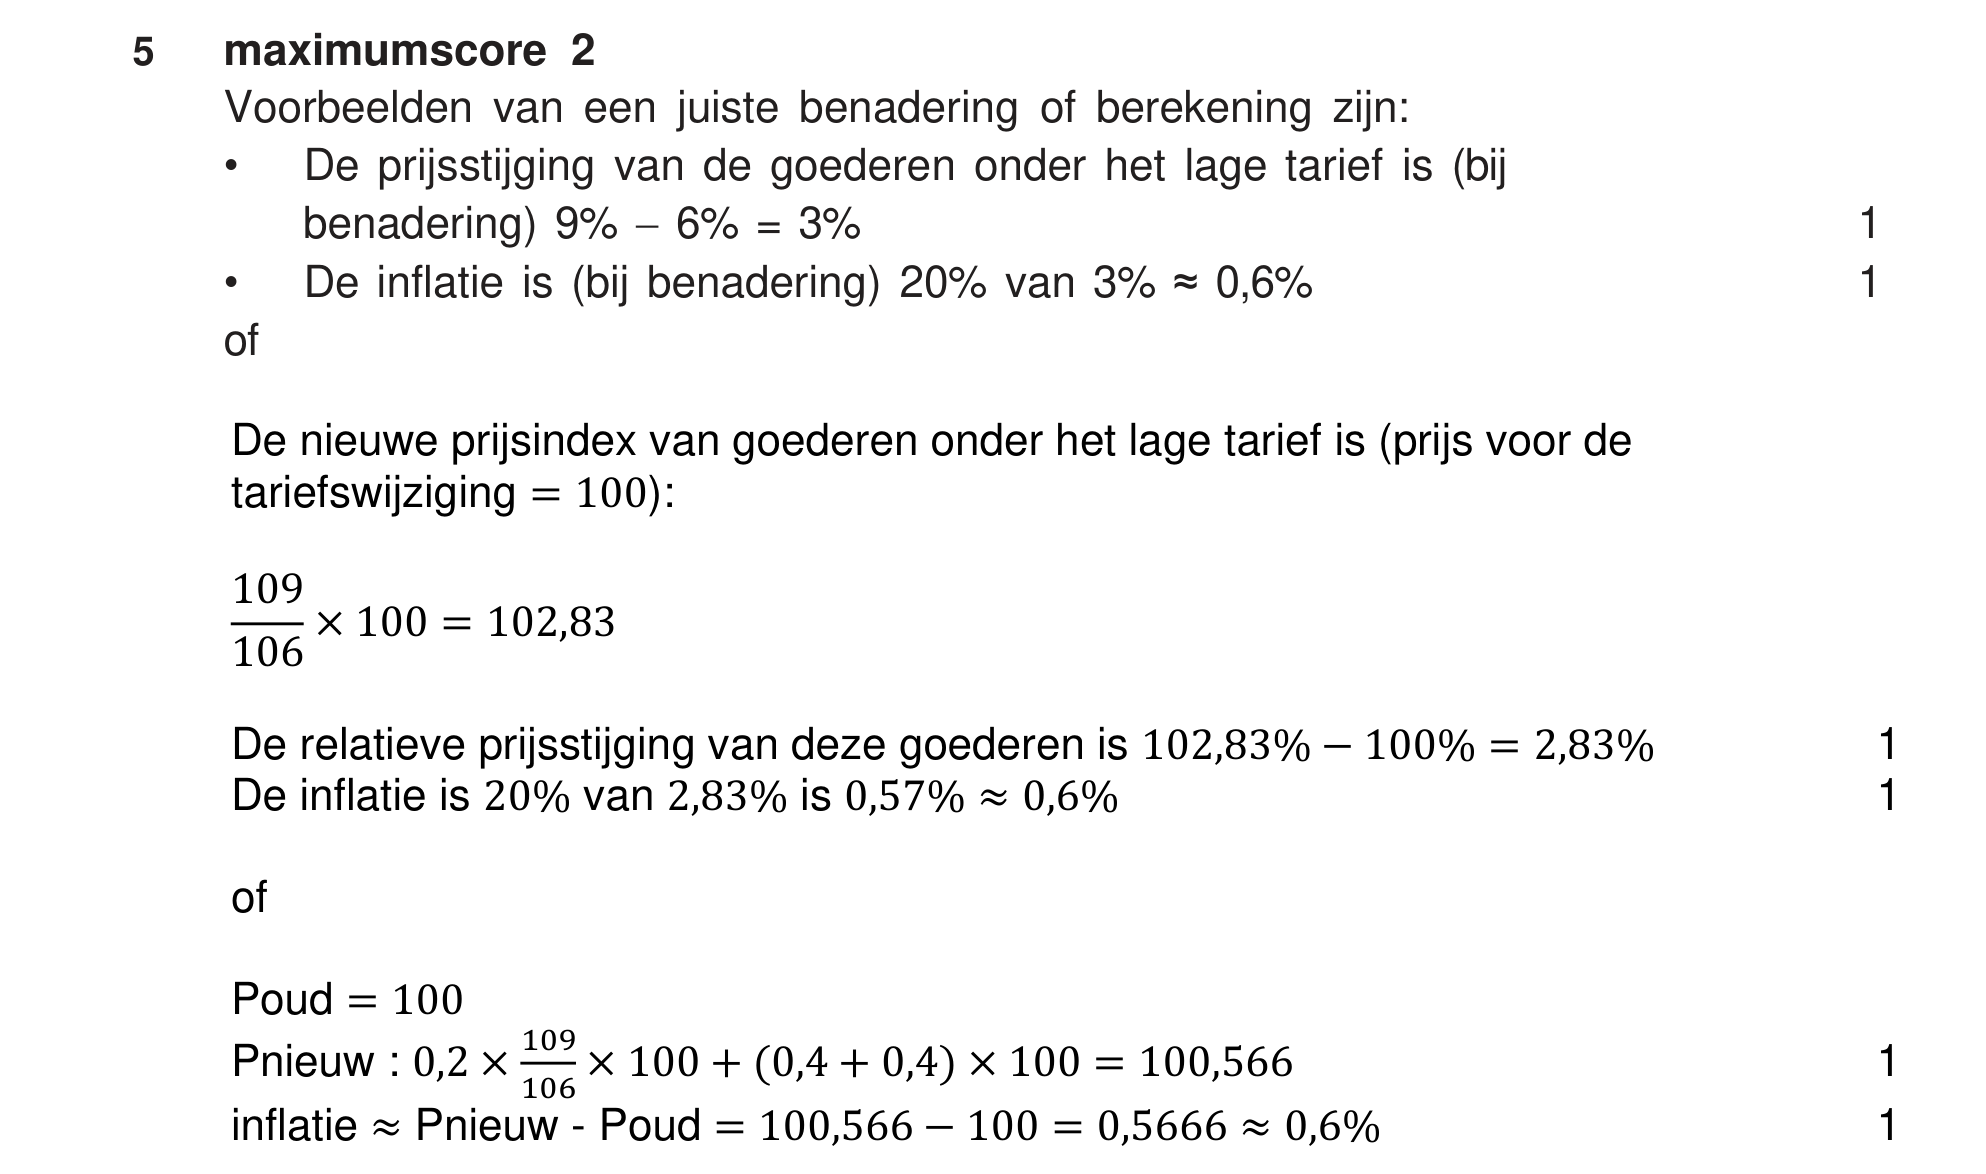 5 maximumscore 2
Voorbeelden van een juiste benadering of berekening zijn:
• De prijsstijging van de goederen onder het lage tarief is (bij
benadering) 9% – 6% = 3% 1
• De inflatie is (bij benadering) 20% van 3% ≈ 0,6% 1
of
De nieuwe prijsindex van goederen onder het lage tarief is (prijs voor de
tariefswijziging = 100):
109/106 × 100 = 102,83
De relatieve prijsstijging van deze goederen is 102,83% − 100% = 2,83% 1
De inflatie is 20% van 2,83% is 0,57% ≈ 0,6% 1
of
Poud = 100
Pnieuw : 0,2 × 109/106 × 100 + (0,4 + 0,4) × 100 = 100,566 1
inflatie ≈ Pnieuw - Poud = 100,566 − 100 = 0,5666 ≈ 0,6% 1